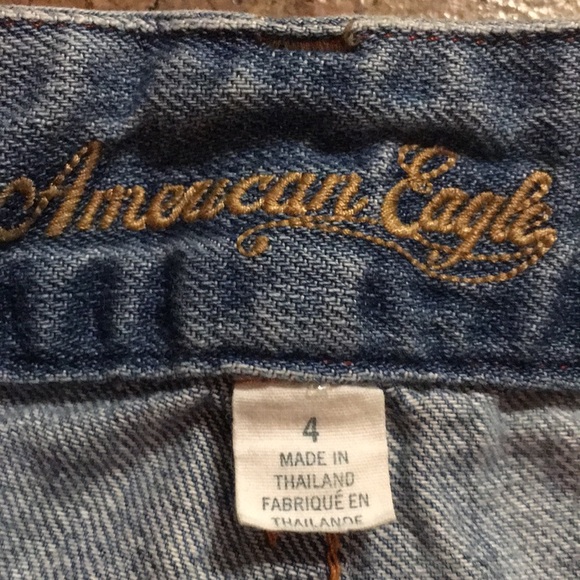 American Eagle
4
MADE IN
THAILAND
FABRIQUÉ EN
THAILANDE